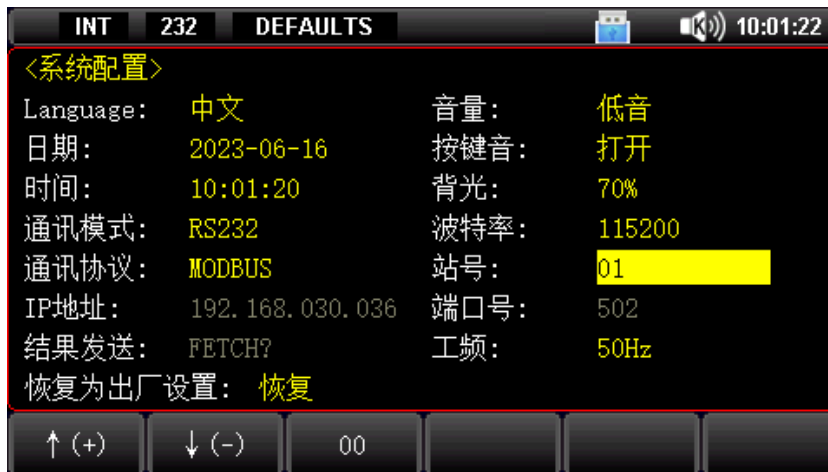 INT 232 DEFAULTS 10:01:22
<系统配置>
Language: 中文 音量: 低音
日期: 2023-06-16 按键音: 打开
时间: 10:01:20 背光: 70%
通讯模式: RS232 波特率: 115200
通讯协议: MODBUS 站号: 01
IP地址: 192.168.030.036 端口号: 502
结果发送: FETCH? 工频: 50Hz
恢复为出厂设置: 恢复
↑(+) ↓(-) 00